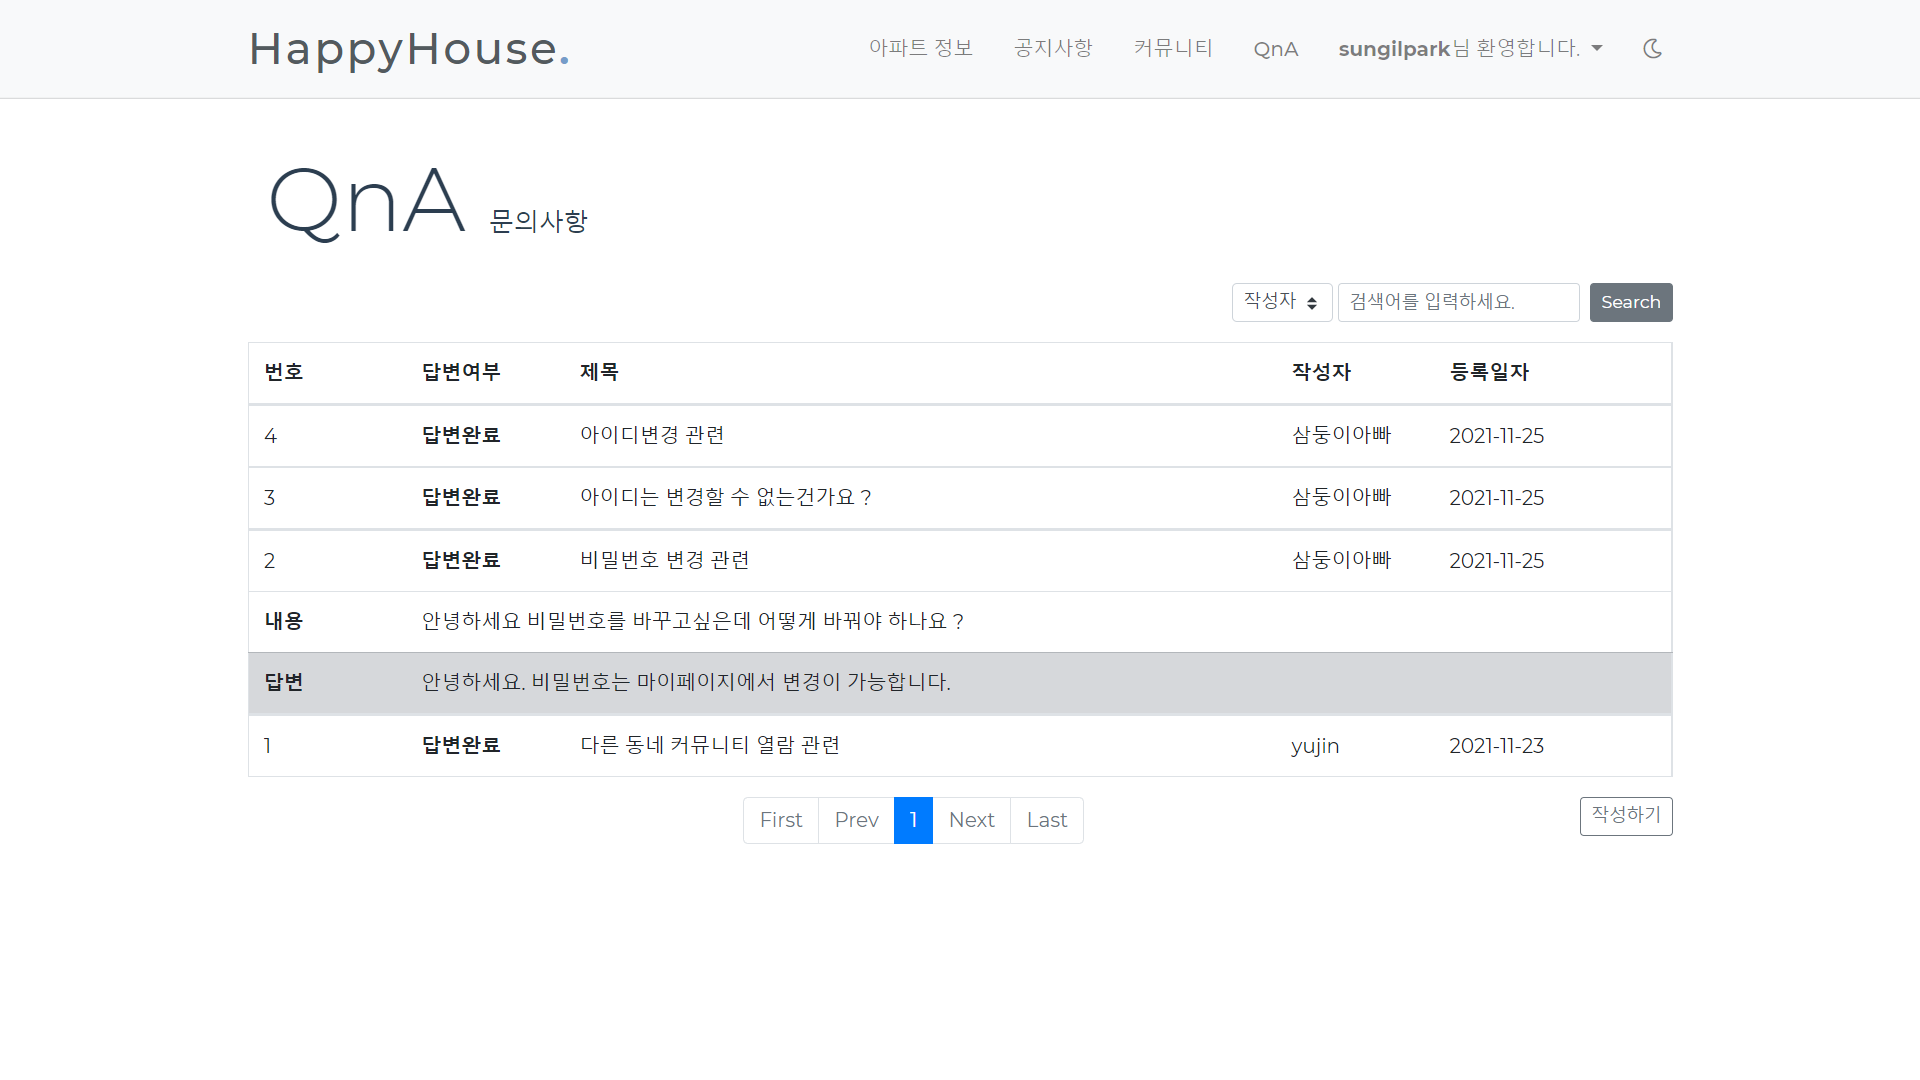 HappyHouse.
아파트 정보 공지사항 커뮤니티 QnA sungilpark님 환영합니다.
QnA 문의사항
작성자 검색어를 입력하세요. Search
번호 답변여부 제목 작성자 등록일자
4 답변완료 아이디변경 관련 삼둥이아빠 2021-11-25
3 답변완료 아이디는 변경할 수 없는건가요 ? 삼둥이아빠 2021-11-25
2 답변완료 비밀번호 변경 관련 삼둥이아빠 2021-11-25
내용 안녕하세요 비밀번호를 바꾸고싶은데 어떻게 바꿔야 하나요 ?
답변 안녕하세요. 비밀번호는 마이페이지에서 변경이 가능합니다.
1 답변완료 다른 동네 커뮤니티 열람 관련 yujin 2021-11-23
First Prev 1 Next Last 작성하기